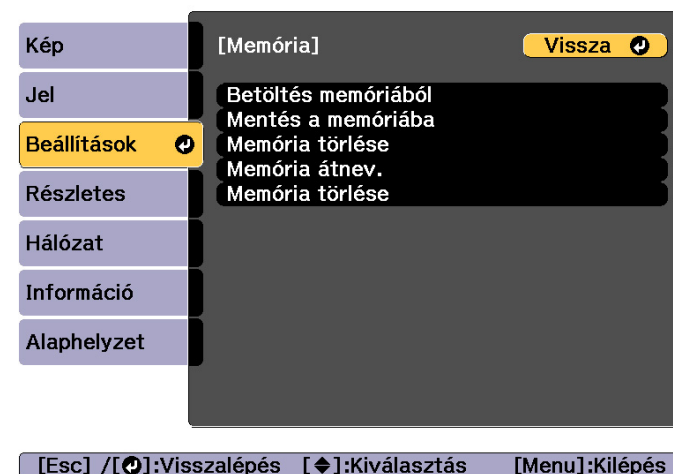 Kép
Jel
Beállítások
Részletes
Hálózat
Információ
Alaphelyzet
[Memória]
Vissza
Betöltés memóriából
Mentés a memóriába
Memória törlése
Memória átnev.
Memória törlése
[Esc] /[⏎]:Visszalépés [◆]:Kiválasztás [Menu]:Kilépés